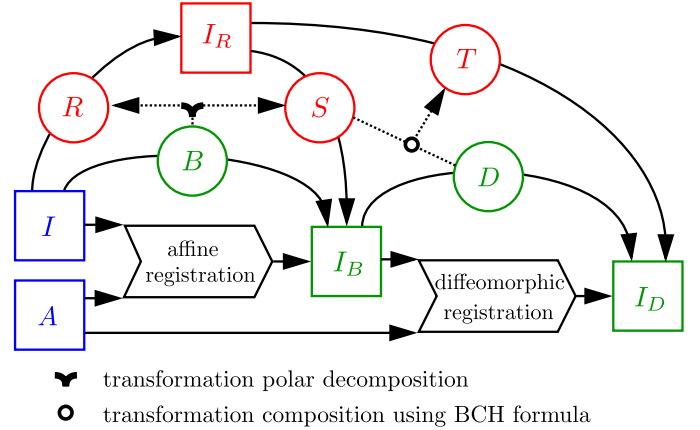 I_R
T
R
S
B
D
I
affine
registration
I_B
diffeomorphic
registration
I_D
A
transformation polar decomposition
transformation composition using BCH formula